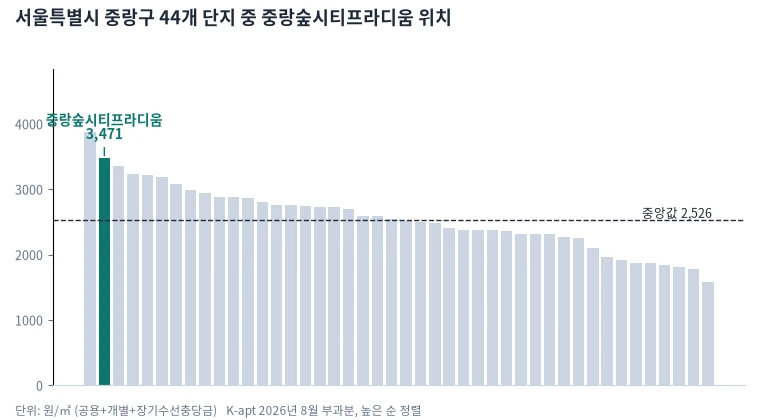 서울특별시 중랑구 44개 단지 중 중랑숲시티프라디움 위치
중랑숲시티프라디움
3,471
4000
3000
중앙값 2,526
2000
1000
0
단위: 원/㎡ (공용+개별+장기수선충당금) K-apt 2026년 8월 부과분, 높은 순 정렬